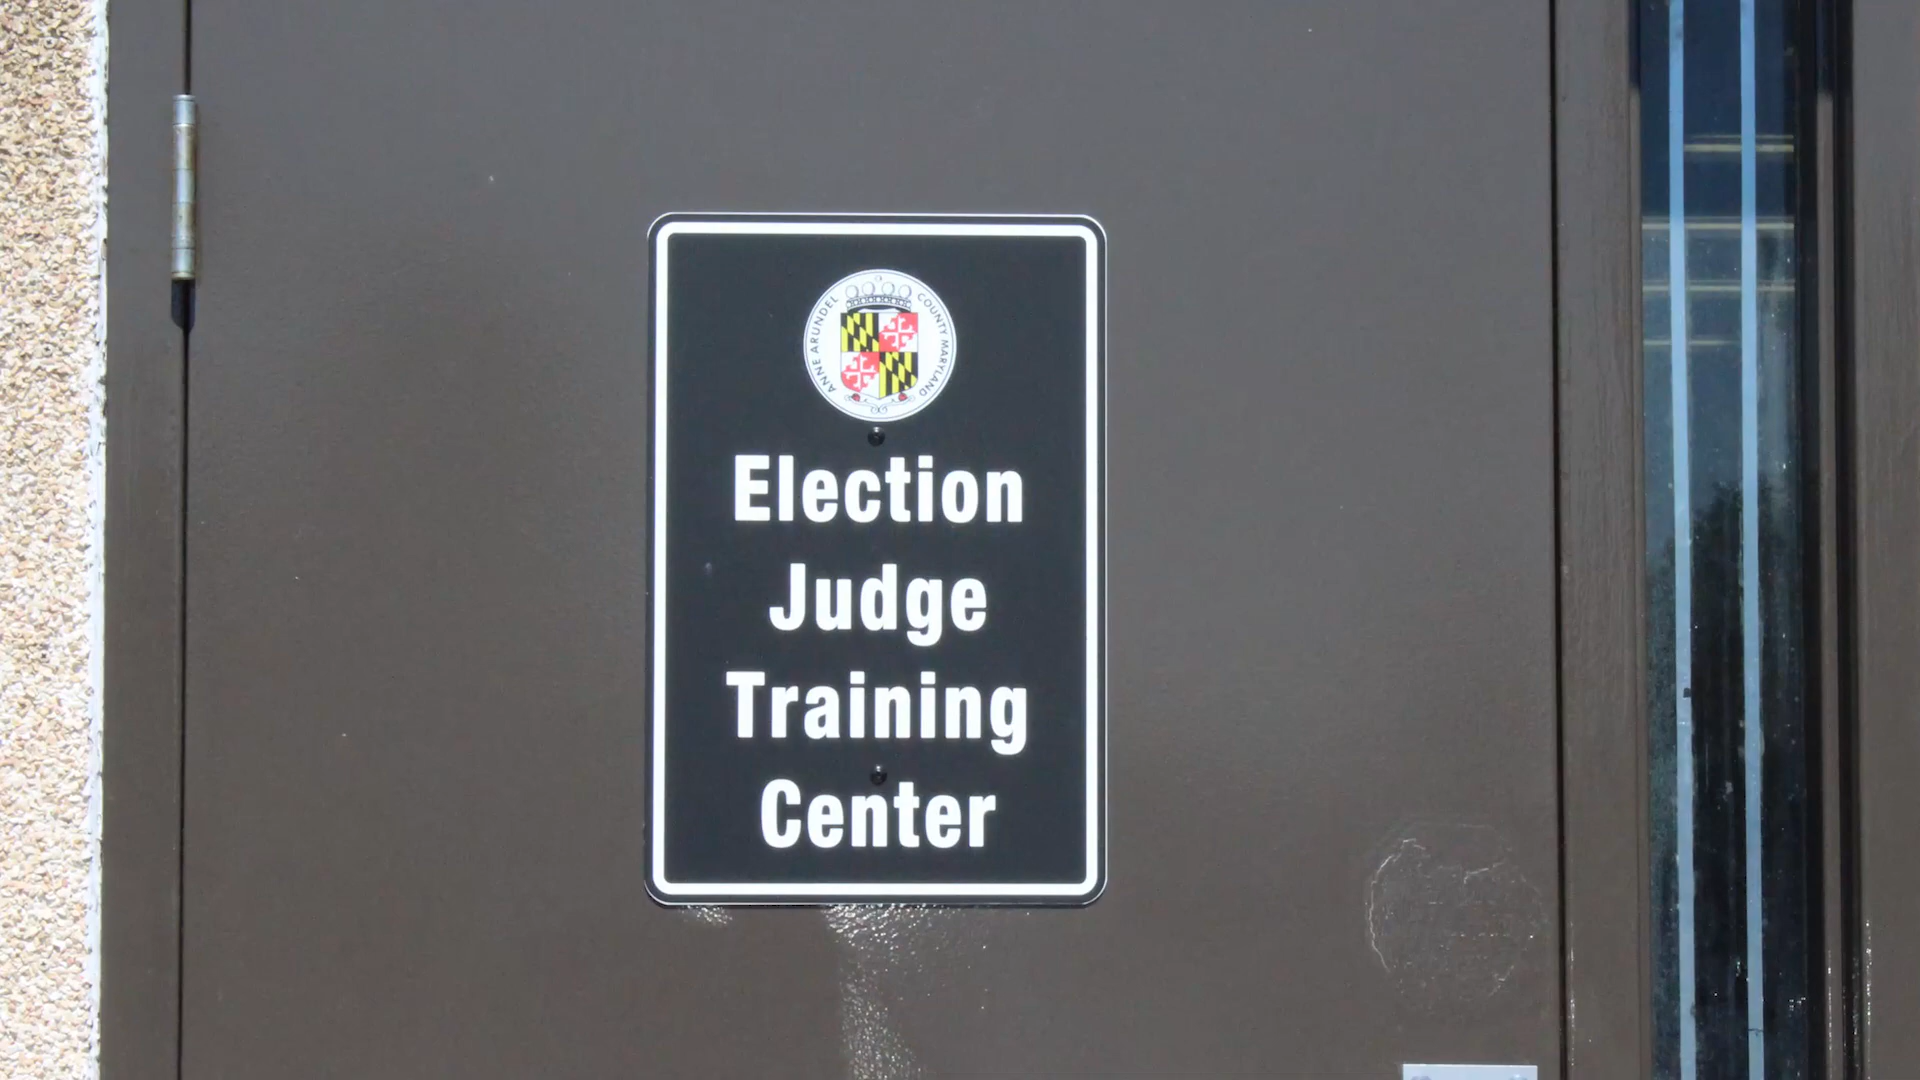 ANNE ARUNDEL COUNTY MARYLAND
Election
Judge
Training
Center